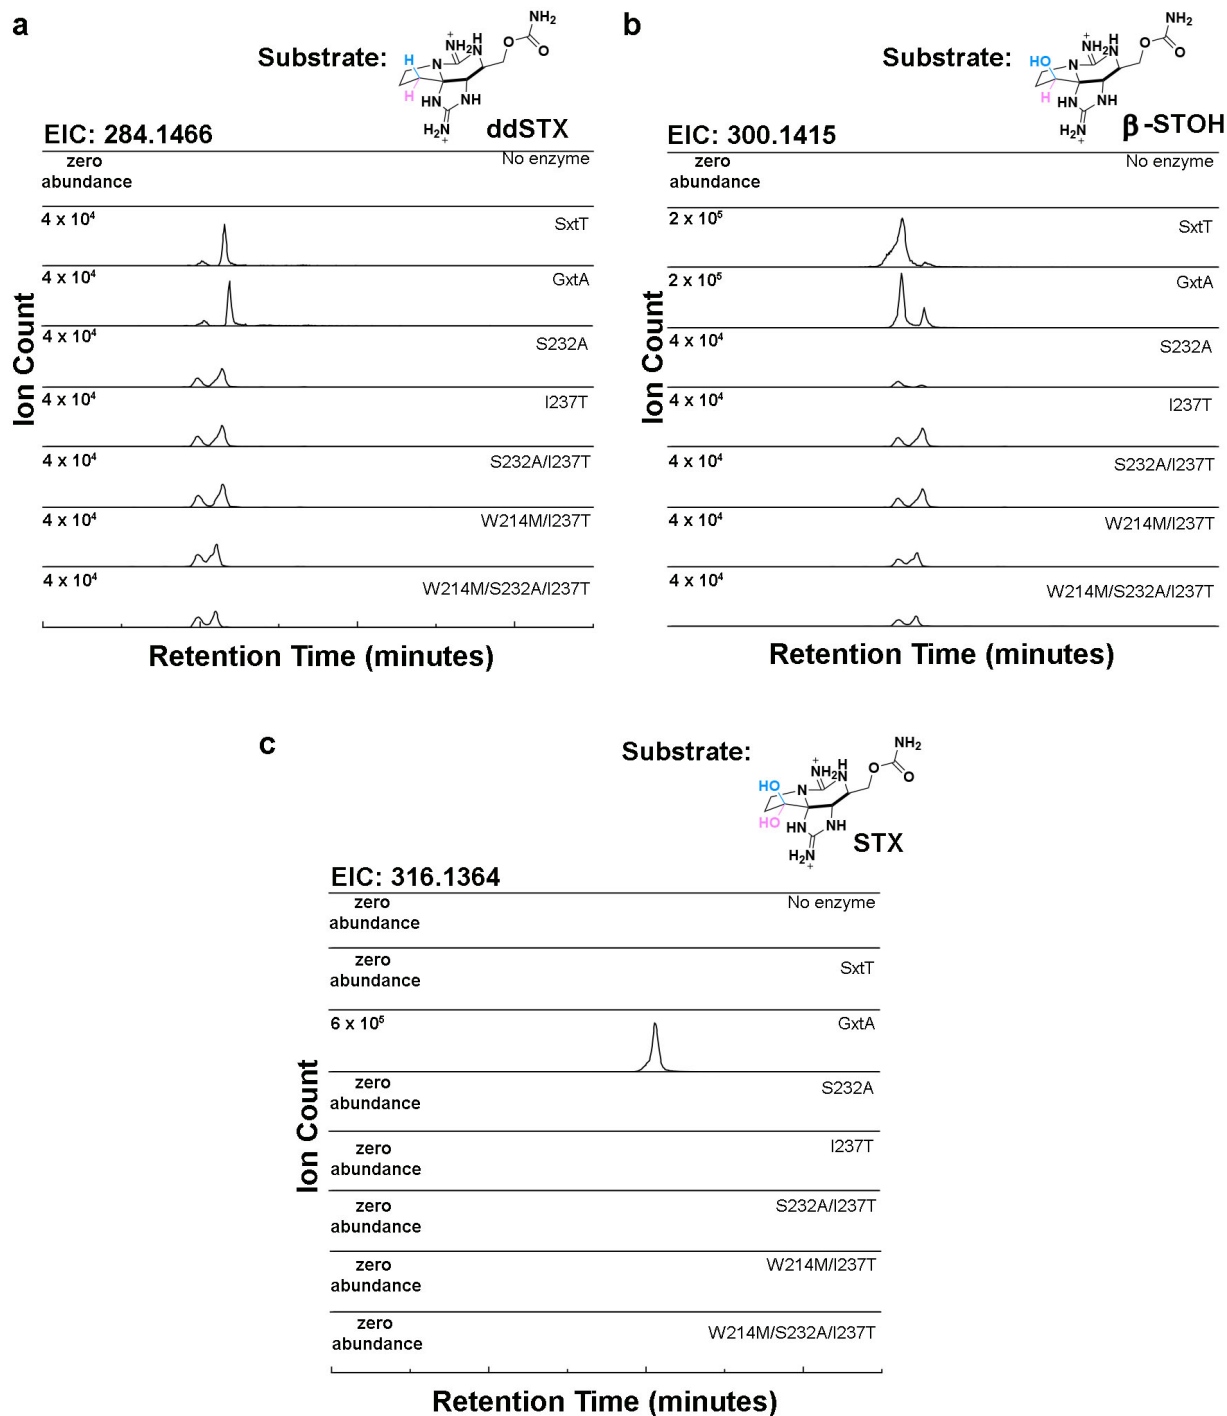 a
Substrate:
H
H
N
+
NH2
N
H
O
NH2
O
HN
NH
H2N
+
ddSTX
EIC: 284.1466
zero
abundance
No enzyme
4 x 10⁴
SxtT
4 x 10⁴
GxtA
4 x 10⁴
S232A
4 x 10⁴
I237T
4 x 10⁴
S232A/I237T
4 x 10⁴
W214M/I237T
4 x 10⁴
W214M/S232A/I237T
Ion Count
Retention Time (minutes)
b
Substrate:
HO
H
N
+
NH2
N
H
O
NH2
O
HN
NH
H2N
+
β-STOH
EIC: 300.1415
zero
abundance
No enzyme
2 x 10⁵
SxtT
2 x 10⁵
GxtA
4 x 10⁴
S232A
4 x 10⁴
I237T
4 x 10⁴
S232A/I237T
4 x 10⁴
W214M/I237T
4 x 10⁴
W214M/S232A/I237T
Ion Count
Retention Time (minutes)
c
Substrate:
HO
HO
N
+
NH2
N
H
O
NH2
O
HN
NH
H2N
+
STX
EIC: 316.1364
zero
abundance
No enzyme
zero
abundance
SxtT
6 x 10⁵
GxtA
zero
abundance
S232A
zero
abundance
I237T
zero
abundance
S232A/I237T
zero
abundance
W214M/I237T
zero
abundance
W214M/S232A/I237T
Ion Count
Retention Time (minutes)